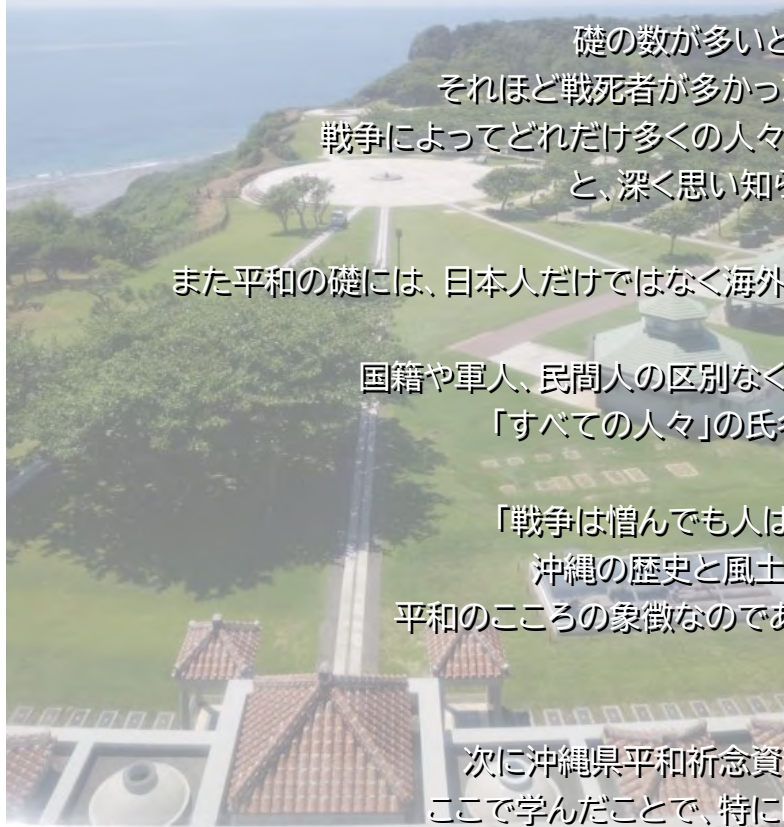 礎の数が多いと
それほど戦死者が多かっ
戦争によってどれだけ多くの人々
と、深く思い知
また平和の礎には、日本人だけではなく海外
国籍や軍人、民間人の区別なく
「すべての人々」の氏
「戦争は憎んでも人は
沖縄の歴史と風土
平和のこころの象徴なので
次に沖縄県平和祈念資
ここで学んだことで、特に